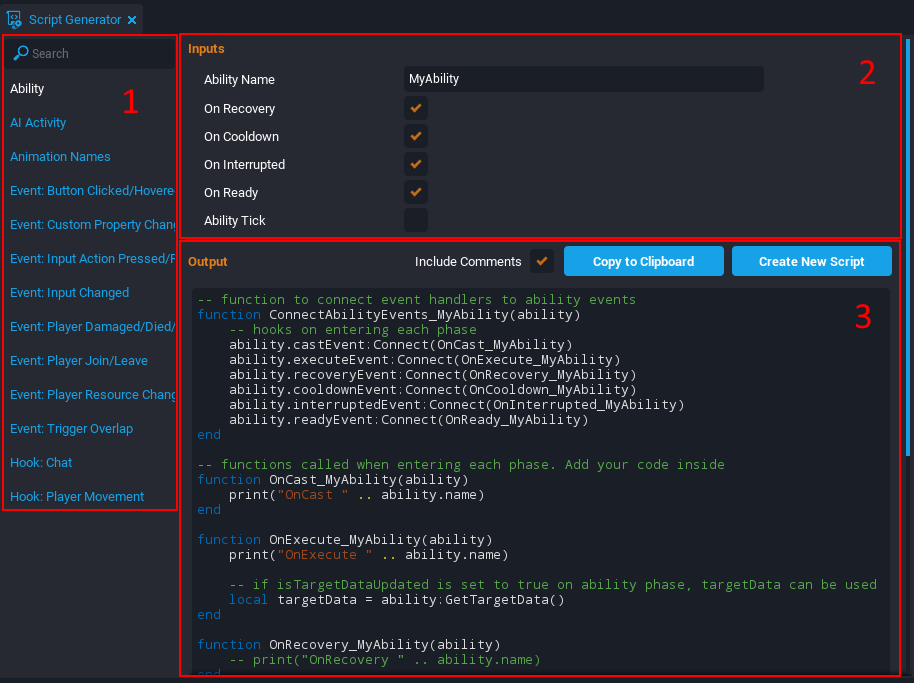 Script Generator
Search
1
Ability
AI Activity
Animation Names
Event: Button Clicked/Hovere
Event: Custom Property Chang
Event: Input Action Pressed/R
Event: Input Changed
Event: Player Damaged/Died/
Event: Player Join/Leave
Event: Player Resource Chang
Event: Trigger Overlap
Hook: Chat
Hook: Player Movement
Inputs
2
Ability Name MyAbility
On Recovery
On Cooldown
On Interrupted
On Ready
Ability Tick
Output Include Comments Copy to Clipboard Create New Script
3
-- function to connect event handlers to ability events
function ConnectAbilityEvents_MyAbility(ability)
    -- hooks on entering each phase
    ability.castEvent:Connect(OnCast_MyAbility)
    ability.executeEvent:Connect(OnExecute_MyAbility)
    ability.recoveryEvent:Connect(OnRecovery_MyAbility)
    ability.cooldownEvent:Connect(OnCooldown_MyAbility)
    ability.interruptedEvent:Connect(OnInterrupted_MyAbility)
    ability.readyEvent:Connect(OnReady_MyAbility)
end
-- functions called when entering each phase. Add your code inside
function OnCast_MyAbility(ability)
    print("OnCast " .. ability.name)
end
function OnExecute_MyAbility(ability)
    print("OnExecute " .. ability.name)
    -- if isTargetDataUpdated is set to true on ability phase, targetData can be used
    local targetData = ability:GetTargetData()
end
function OnRecovery_MyAbility(ability)
    -- print("OnRecovery " .. ability.name)
end